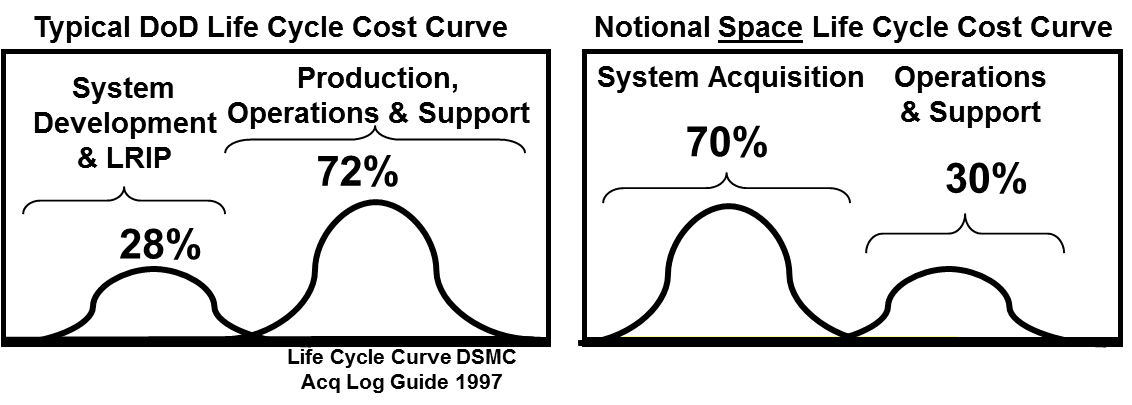 Typical DoD Life Cycle Cost Curve
System
Development
& LRIP
28%
Production,
Operations & Support
72%
Life Cycle Curve DSMC
Acq Log Guide 1997
Notional Space Life Cycle Cost Curve
System Acquisition
70%
Operations
& Support
30%